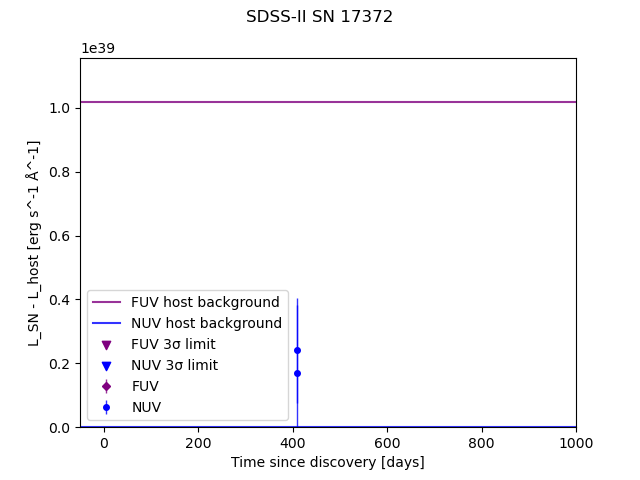 SDSS-II SN 17372
1e39
L_SN - L_host [erg s^-1 Å^-1]
1.0
0.8
0.6
0.4
0.2
0.0
FUV host background
NUV host background
FUV 3σ limit
NUV 3σ limit
FUV
NUV
0 200 400 600 800 1000
Time since discovery [days]